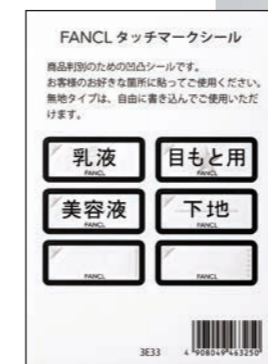 FANCL タッチマークシール
商品判別のための凹凸シールです。
お客様のお好きな箇所に貼ってご使用ください。
無地タイプは、自由に書き込んでご使用いただ
けます。
乳液
FANCL
目もと用
FANCL
美容液
FANCL
下地
FANCL
FANCL
FANCL
3E33
4 908049 463250